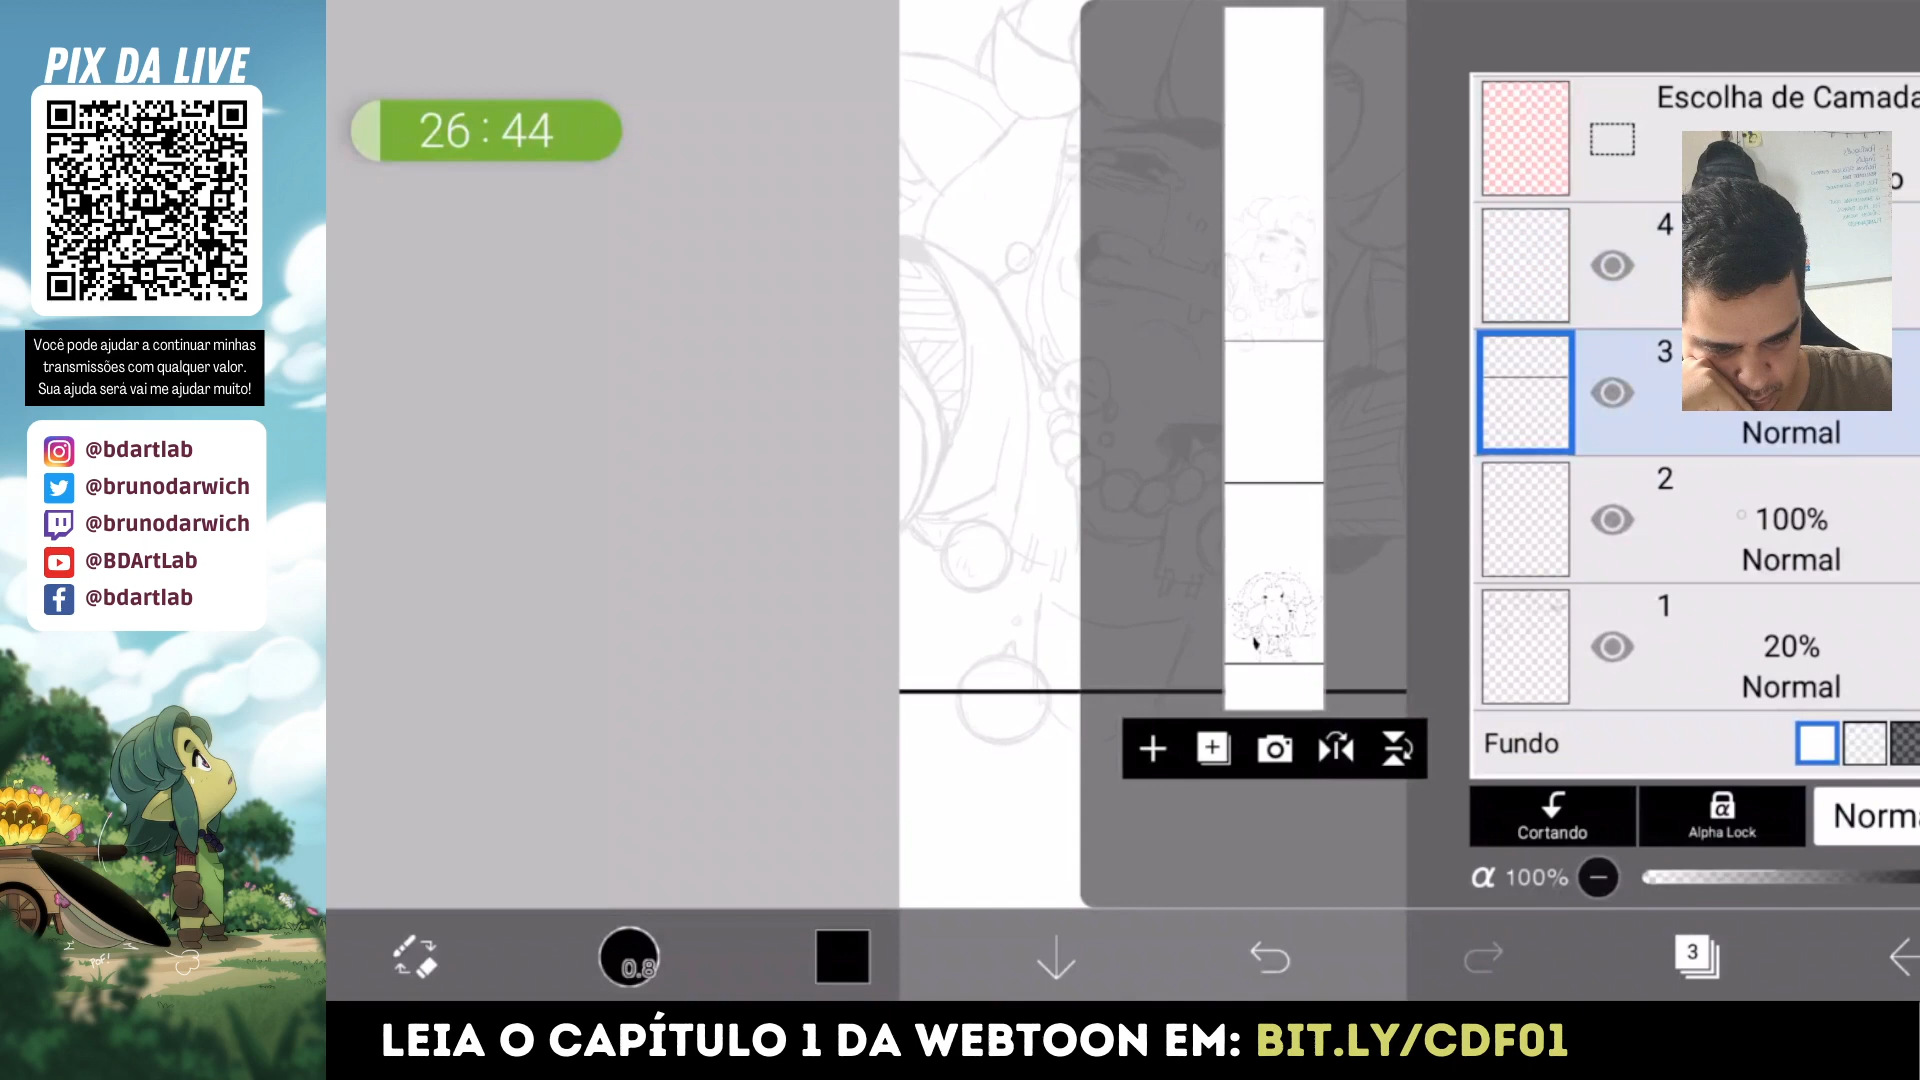 PIX DA LIVE
Você pode ajudar a continuar minhas
transmissões com qualquer valor.
Sua ajuda será vai me ajudar muito!
@bdartlab
@brunodarwich
@brunodarwich
@BDArtLab
@bdartlab
POF!
26:44
Escolha de Camada
4
3
Normal
2
100%
Normal
1
20%
Normal
Fundo
Cortando
Alpha Lock
Norma
α 100%
0.8
3
LEIA O CAPÍTULO 1 DA WEBTOON EM: BIT.LY/CDF01